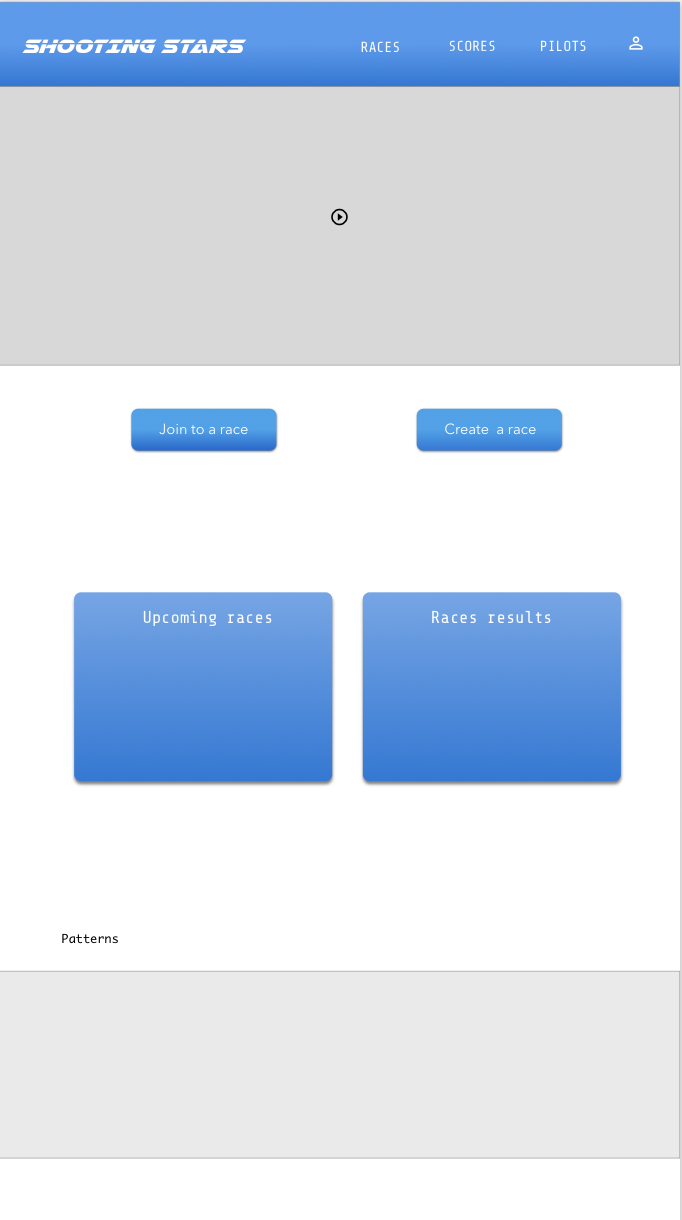 SHOOTING STARS
RACES SCORES PILOTS
Join to a race
Create a race
Upcoming races
Races results
Patterns